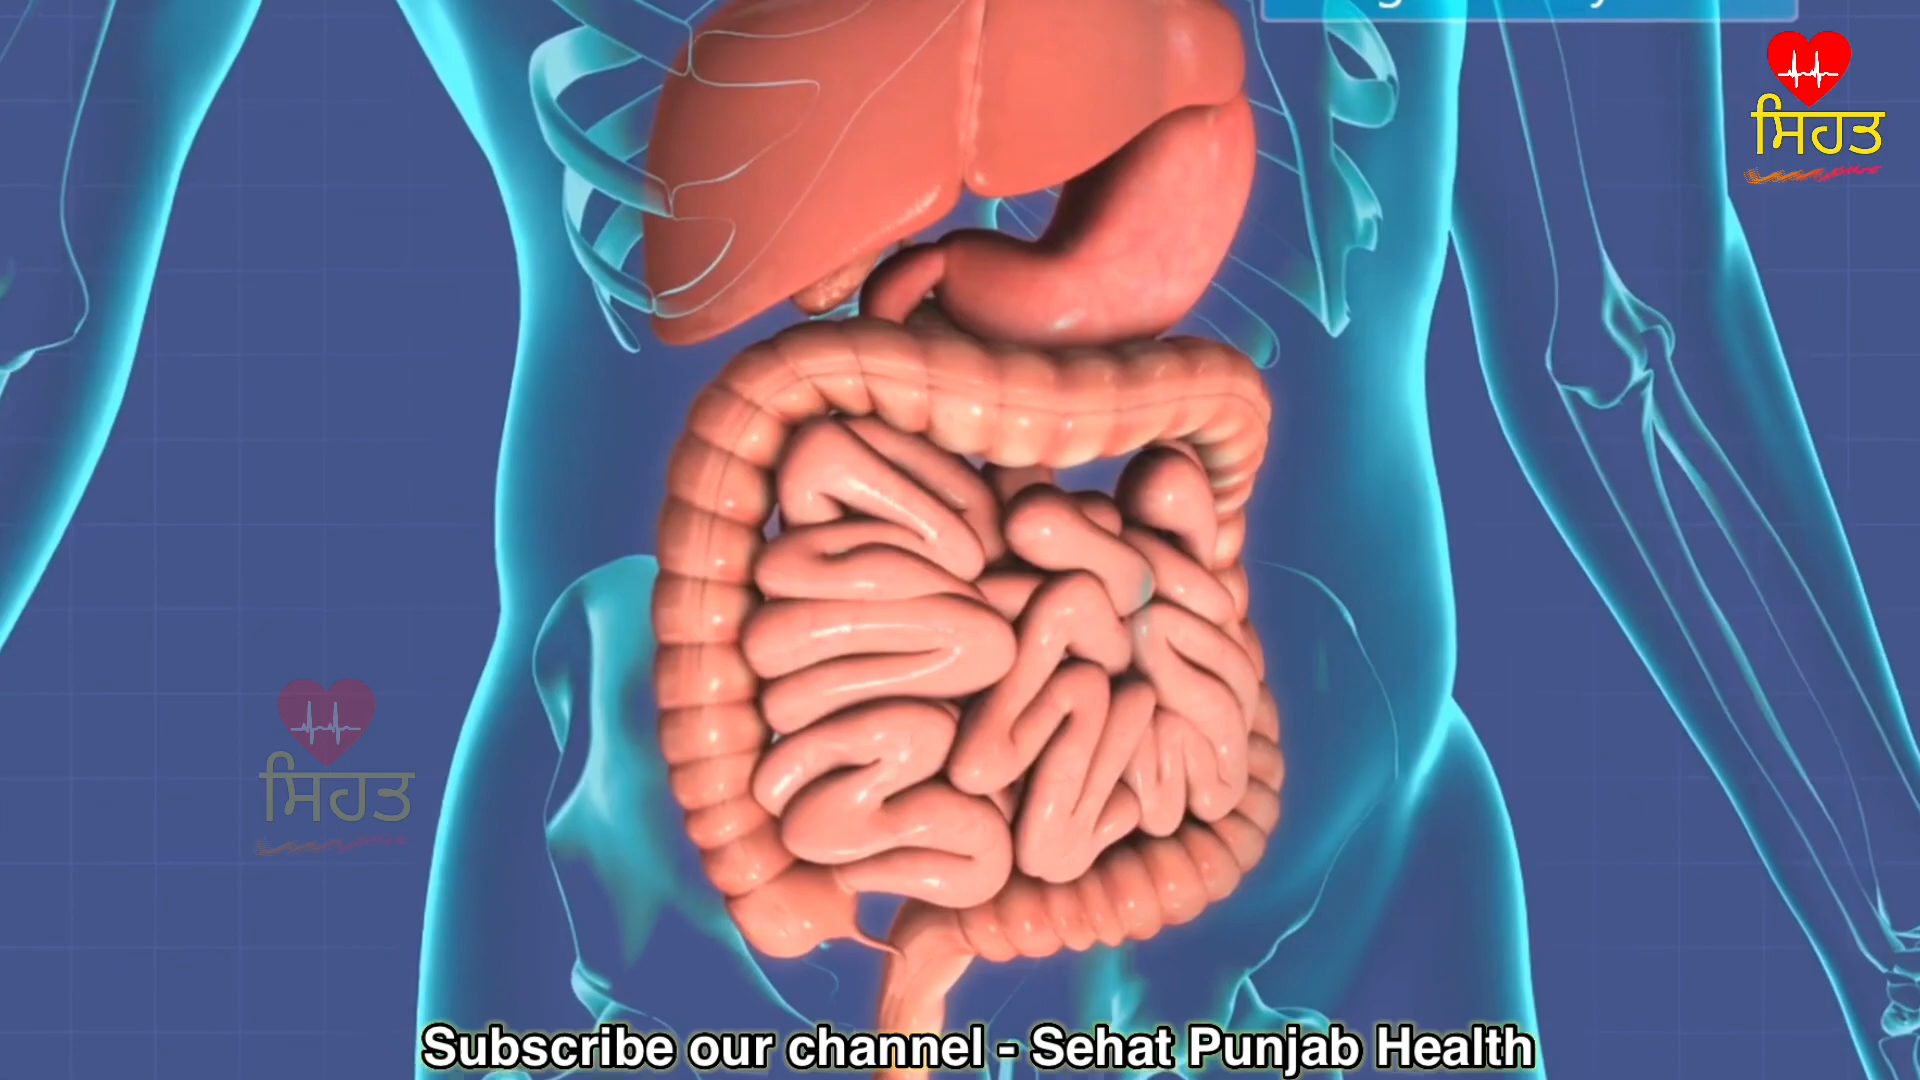 ਸਿਹਤ
ਸਿਹਤ
Subscribe our channel - Sehat Punjab Health